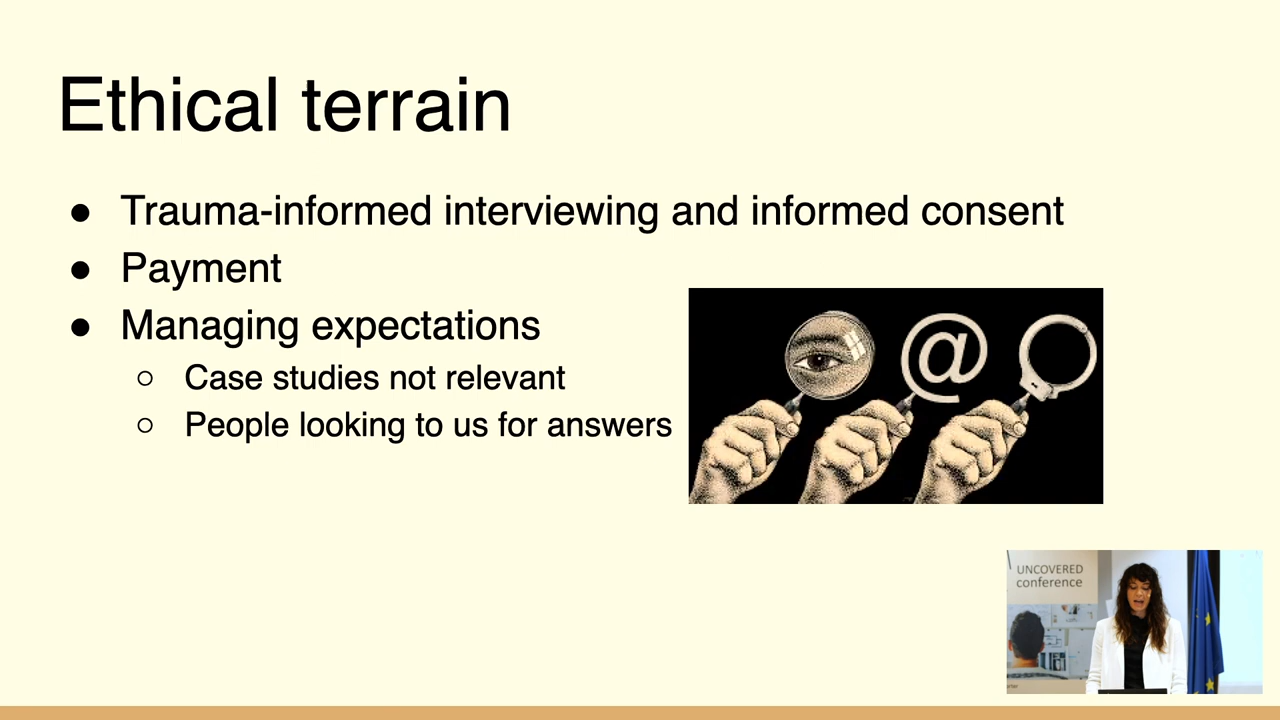 Ethical terrain
● Trauma-informed interviewing and informed consent
● Payment
● Managing expectations
○ Case studies not relevant
○ People looking to us for answers
@
UNCOVERED
conference